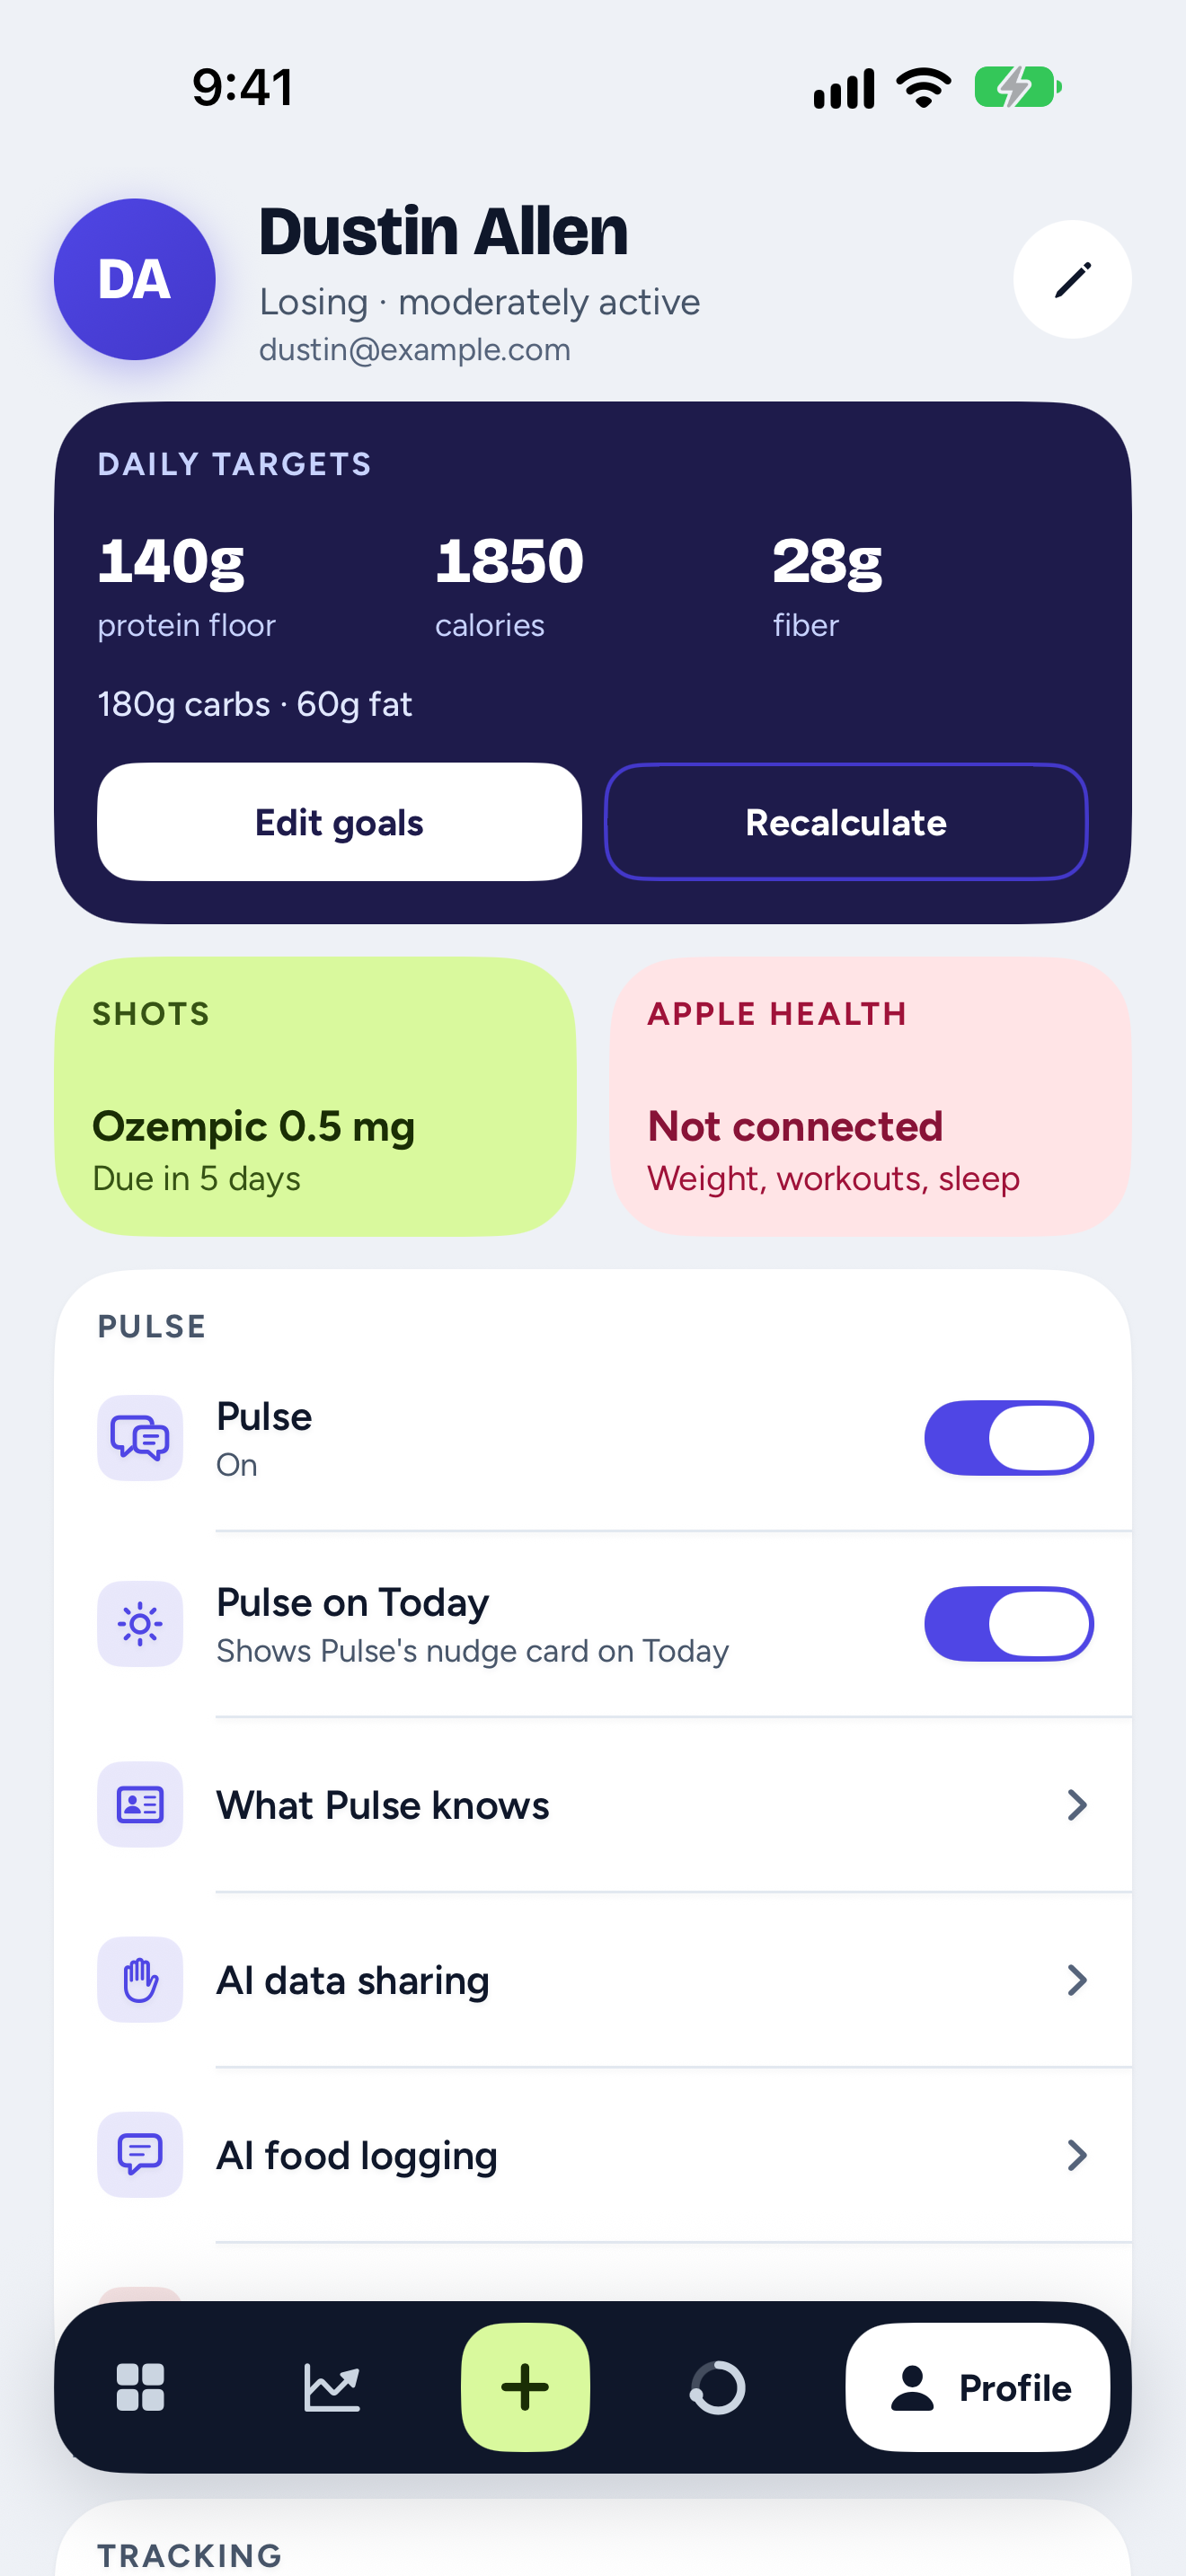 9:41
DA
Dustin Allen
Losing · moderately active
dustin@example.com
DAILY TARGETS
140g 1850 28g
protein floor calories fiber
180g carbs · 60g fat
Edit goals Recalculate
SHOTS
Ozempic 0.5 mg
Due in 5 days
APPLE HEALTH
Not connected
Weight, workouts, sleep
PULSE
Pulse
On
Pulse on Today
Shows Pulse's nudge card on Today
What Pulse knows
AI data sharing
AI food logging
Profile
TRACKING